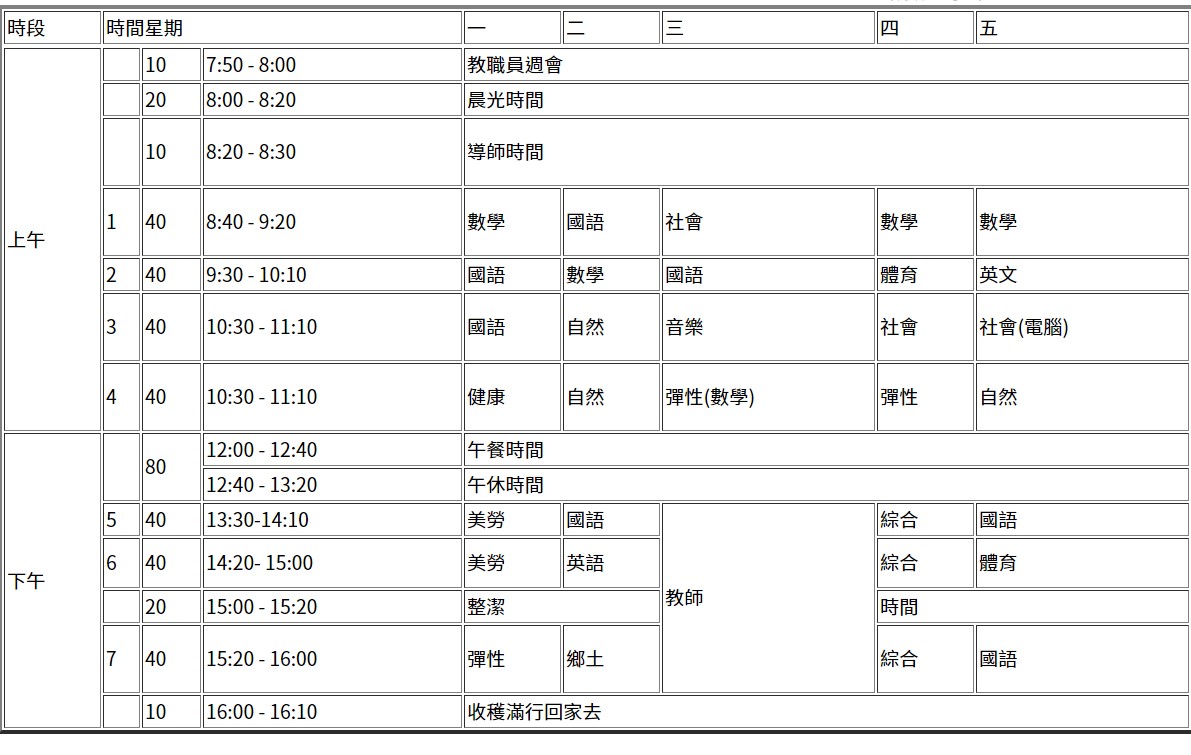 時段 時間星期 一 二 三 四 五
上午 10 7:50 - 8:00 教職員週會
20 8:00 - 8:20 晨光時間
10 8:20 - 8:30 導師時間
1 40 8:40 - 9:20 數學 國語 社會 數學 數學
2 40 9:30 - 10:10 國語 數學 國語 體育 英文
3 40 10:30 - 11:10 國語 自然 音樂 社會 社會(電腦)
4 40 10:30 - 11:10 健康 自然 彈性(數學) 彈性 自然
下午 80 12:00 - 12:40 午餐時間
12:40 - 13:20 午休時間
5 40 13:30-14:10 美勞 國語 教師 綜合 國語
6 40 14:20- 15:00 美勞 英語 綜合 體育
20 15:00 - 15:20 整潔 時間
7 40 15:20 - 16:00 彈性 鄉土 綜合 國語
10 16:00 - 16:10 收穫滿行回家去